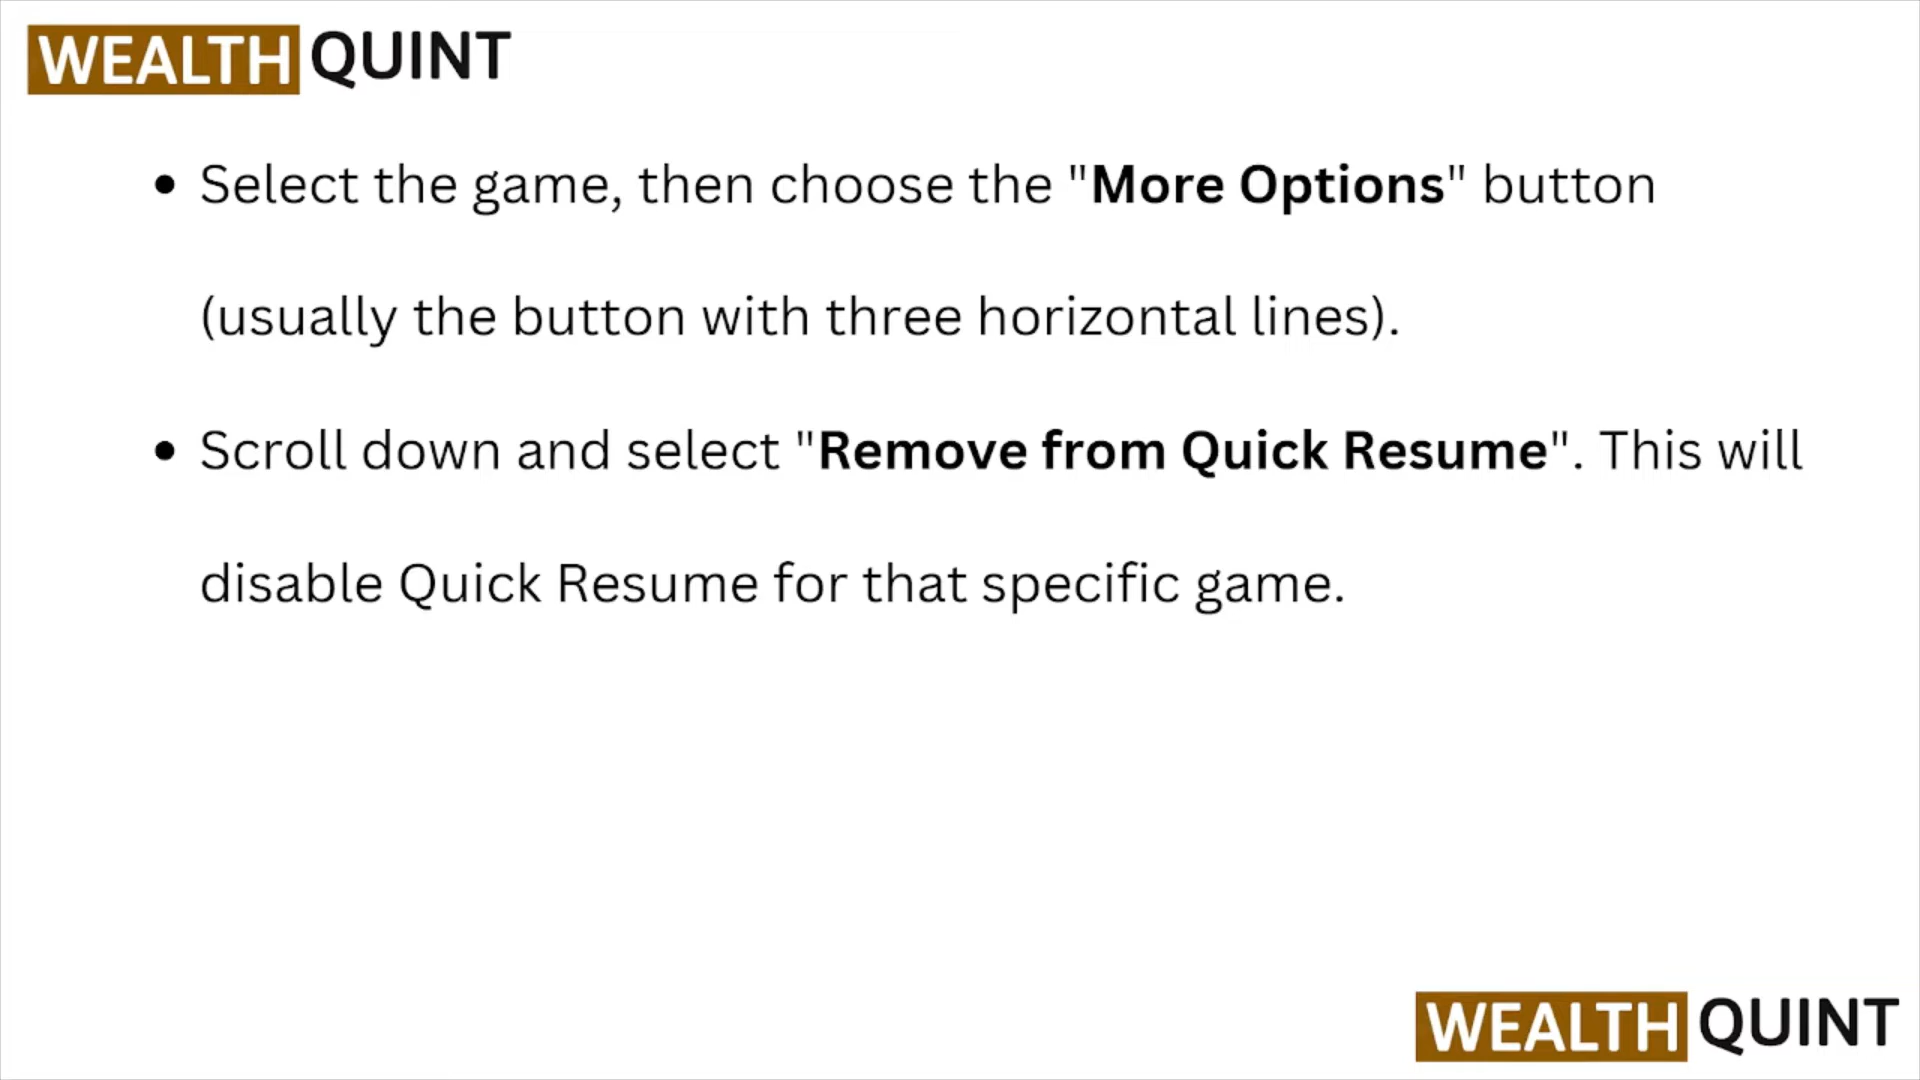 WEALTH QUINT
• Select the game, then choose the "More Options" button
(usually the button with three horizontal lines).
• Scroll down and select "Remove from Quick Resume". This will
disable Quick Resume for that specific game.
WEALTH QUINT